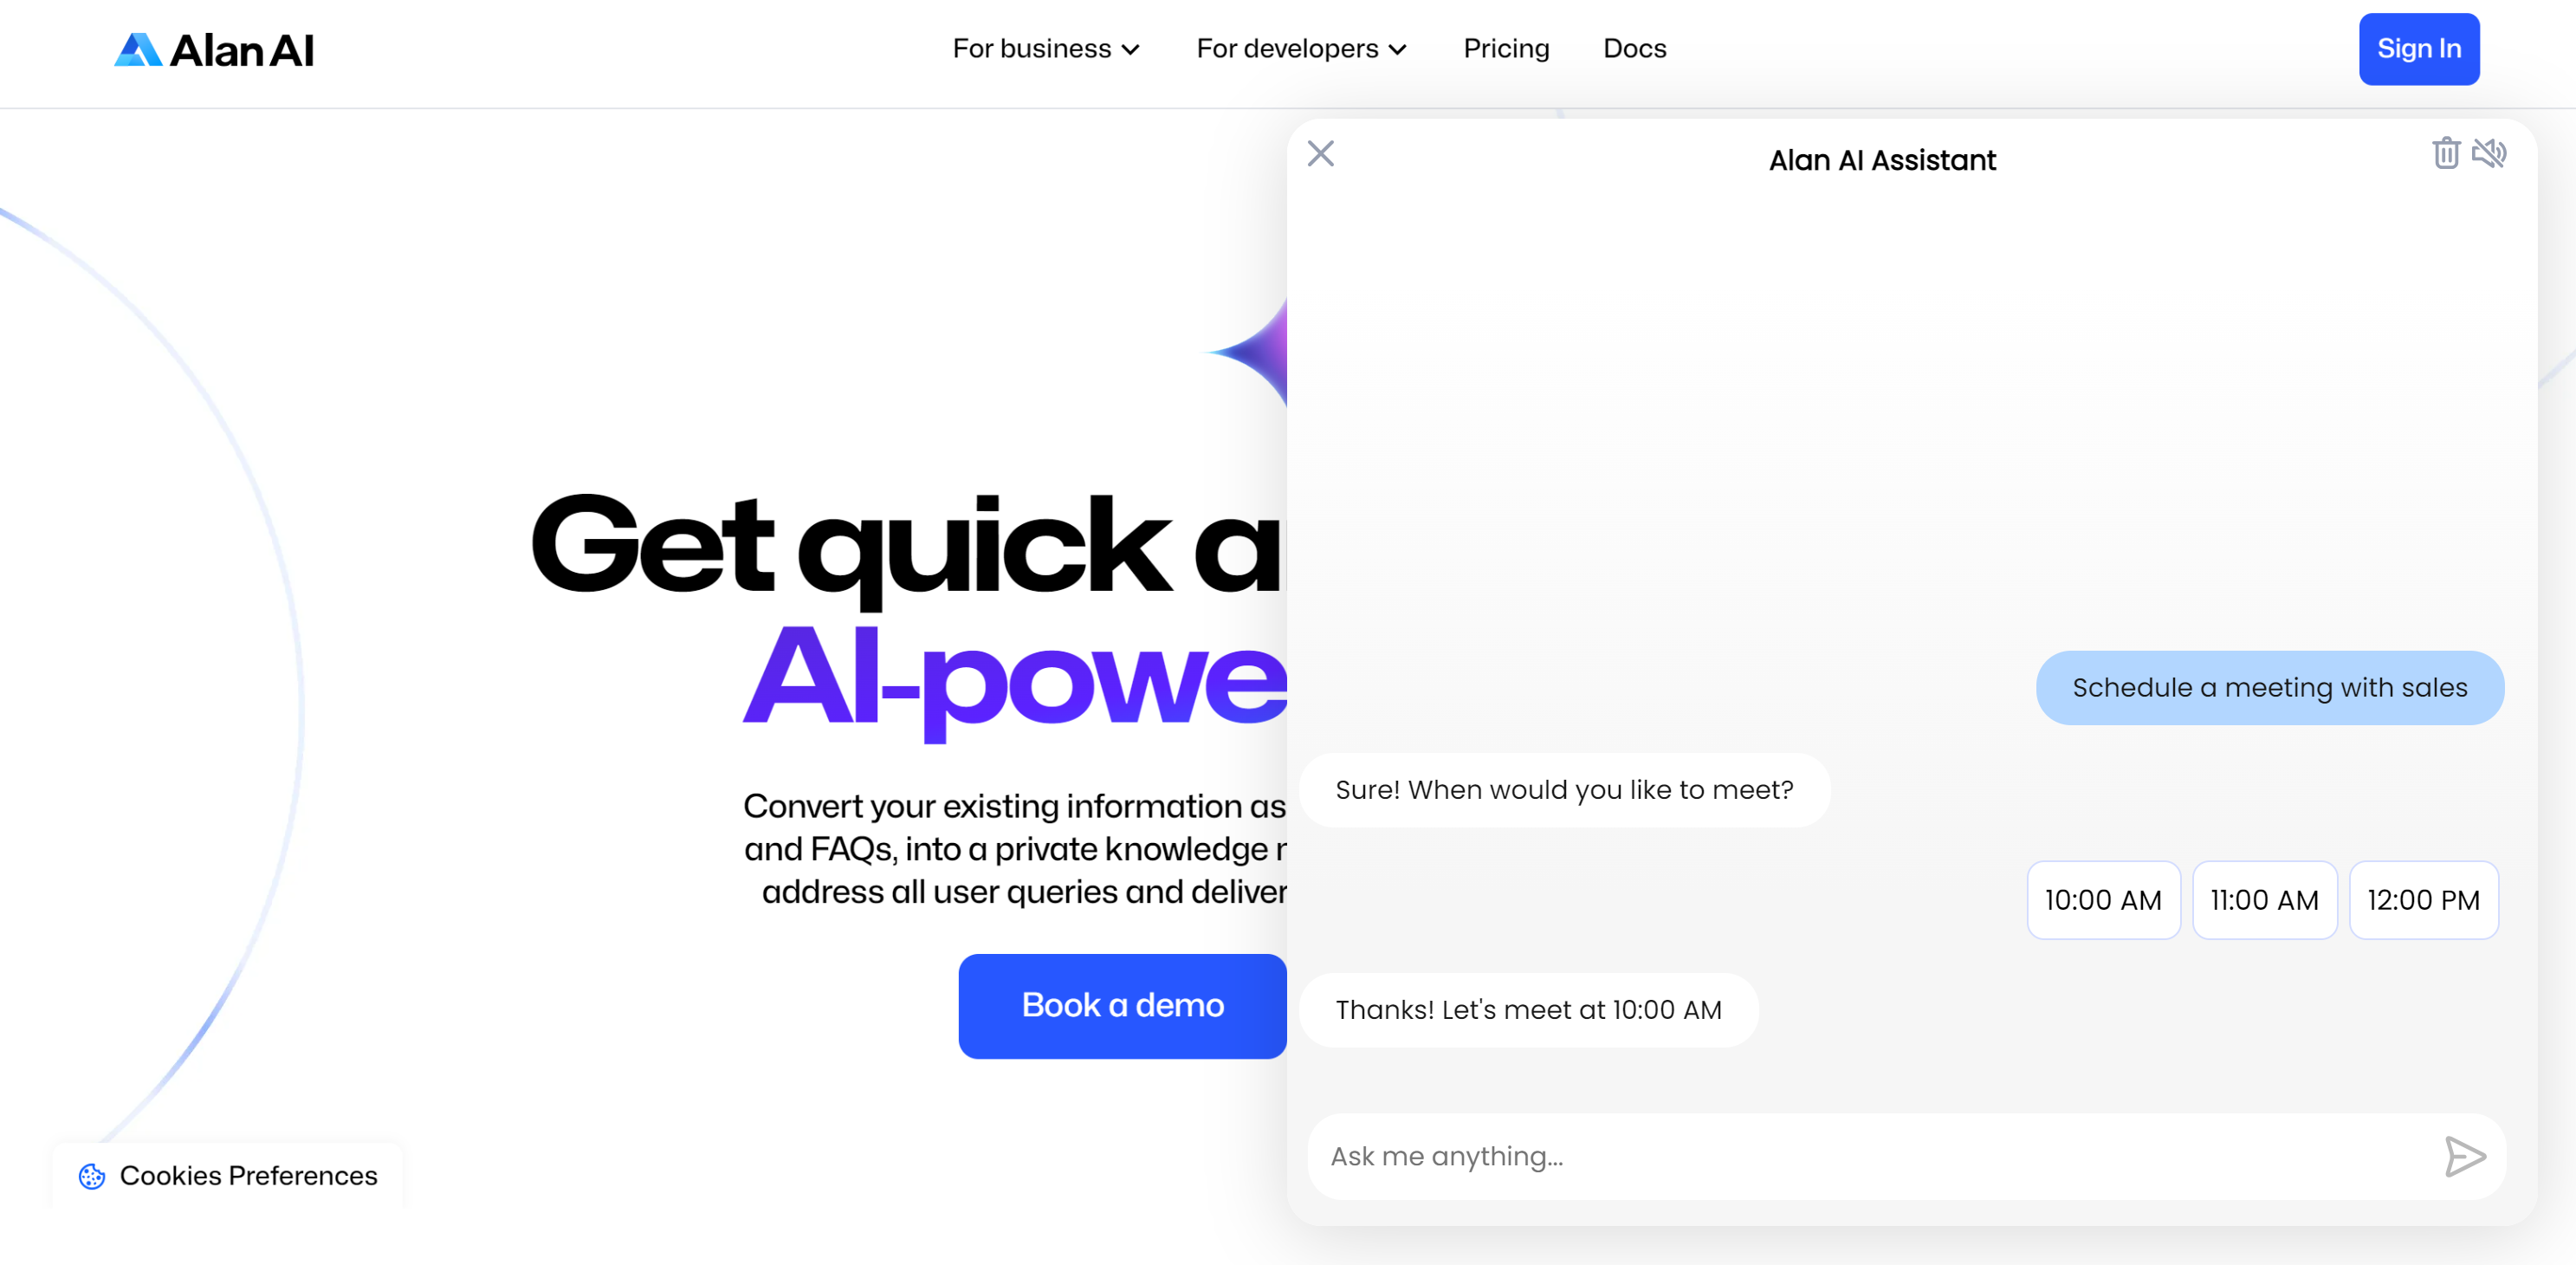 Alan AI
For business
For developers
Pricing
Docs
Sign In
Get quick a
AI-powe
Convert your existing information as
and FAQs, into a private knowledge
address all user queries and deliver
Book a demo
Cookies Preferences
Alan AI Assistant
Schedule a meeting with sales
Sure! When would you like to meet?
10:00 AM
11:00 AM
12:00 PM
Thanks! Let's meet at 10:00 AM
Ask me anything...